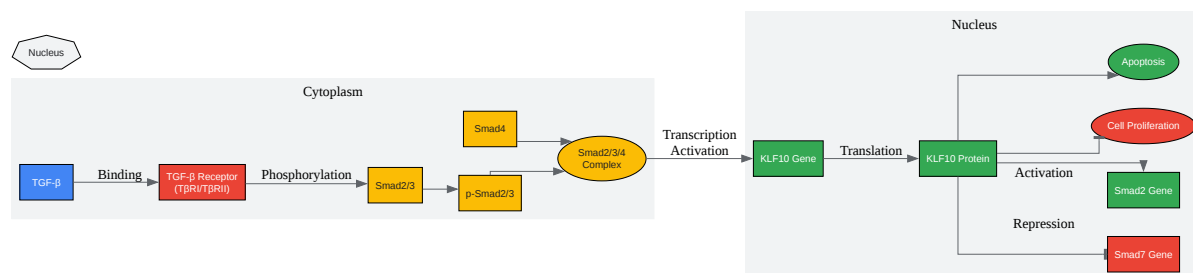 Nucleus
Cytoplasm
TGF-β
Binding
TGF-β Receptor
(TβRI/TβRII)
Phosphorylation
Smad2/3
Smad4
p-Smad2/3
Smad2/3/4
Complex
Transcription
Activation
Nucleus
KLF10 Gene
Translation
KLF10 Protein
Apoptosis
Cell Proliferation
Activation
Smad2 Gene
Repression
Smad7 Gene